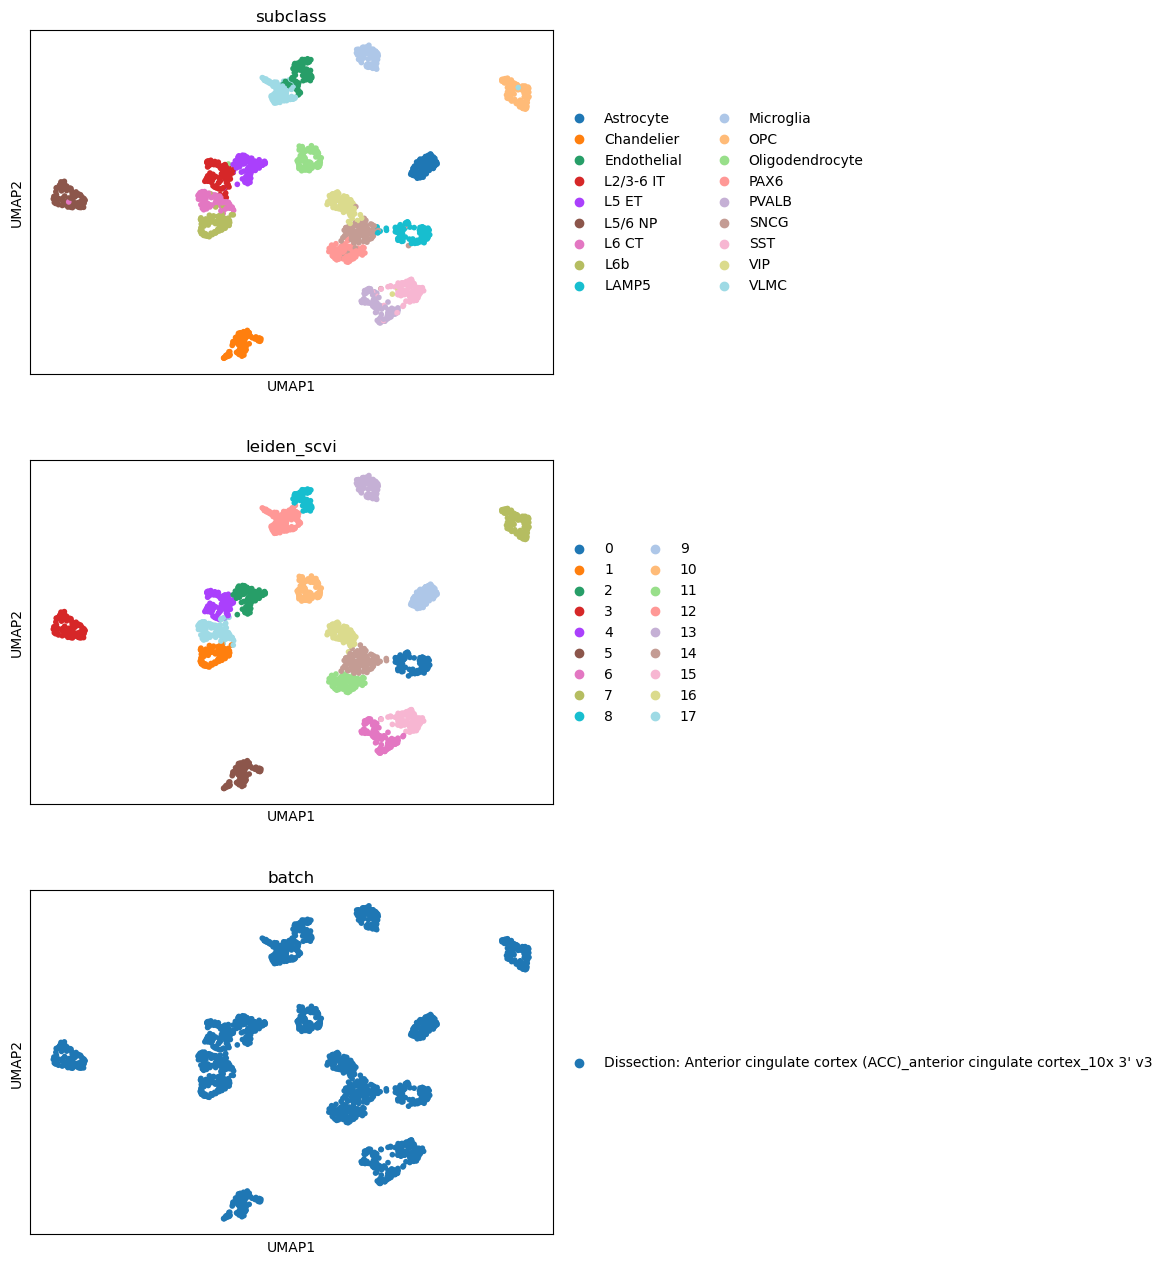 subclass
UMAP2
UMAP1
Astrocyte
Chandelier
Endothelial
L2/3-6 IT
L5 ET
L5/6 NP
L6 CT
L6b
LAMP5
Microglia
OPC
Oligodendrocyte
PAX6
PVALB
SNCG
SST
VIP
VLMC
leiden_scvi
UMAP2
UMAP1
0
1
2
3
4
5
6
7
8
9
10
11
12
13
14
15
16
17
batch
UMAP2
UMAP1
Dissection: Anterior cingulate cortex (ACC)_anterior cingulate cortex_10x 3' v3